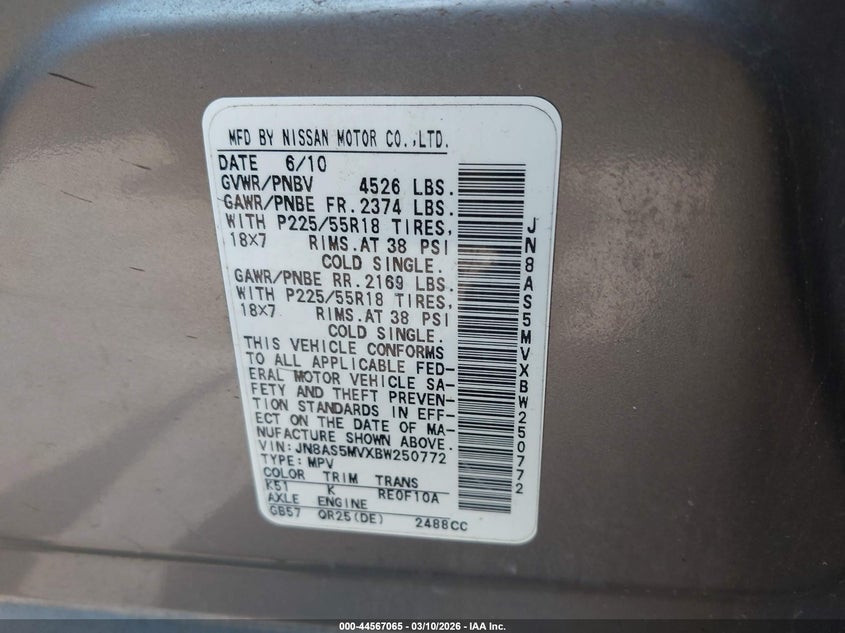 MFD BY NISSAN MOTOR CO.,LTD.
DATE 6/10
GVWR/PNBV 4526 LBS.
GAWR/PNBE FR.2374 LBS.
WITH P225/55R18 TIRES,
18X7 RIMS.AT 38 PSI
COLD SINGLE.
GAWR/PNBE RR.2169 LBS.
WITH P225/55R18 TIRES,
18X7 RIMS.AT 38 PSI
COLD SINGLE.
THIS VEHICLE CONFORMS
TO ALL APPLICABLE FED-
ERAL MOTOR VEHICLE SA-
FETY AND THEFT PREVEN-
TION STANDARDS IN EFF-
ECT ON THE DATE OF MA-
NUFACTURE SHOWN ABOVE.
VIN: JN8AS5MVXBW250772
TYPE: MPV
COLOR TRIM TRANS
K51 K RE0F10A
AXLE ENGINE
GB57 QR25(DE) 2488CC
JN8AS5MVXBW250772
000-44567065 — 03/10/2026 — IAA Inc.